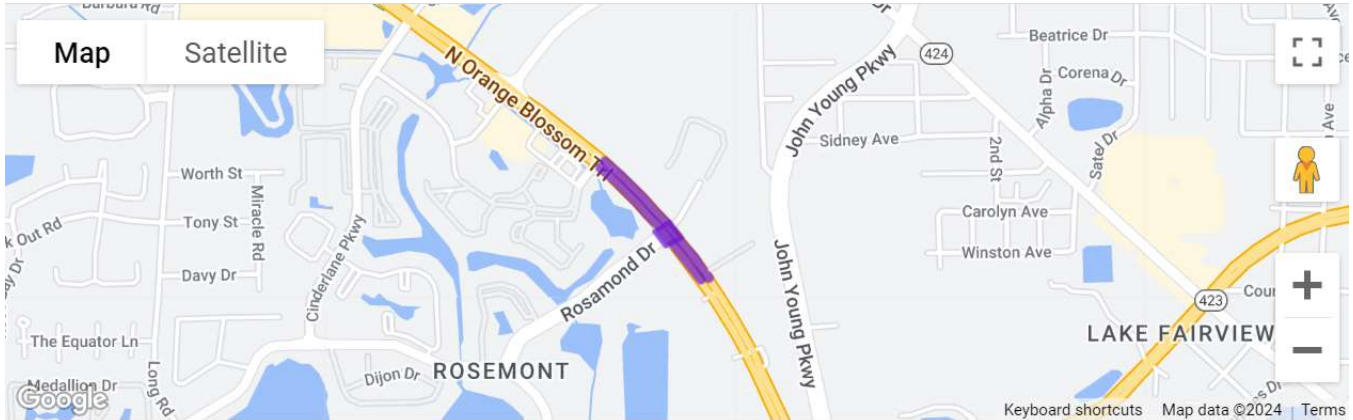 Barbara Rd
Map
Satellite
N Orange Blossom Trl
John Young Pkwy
424
Beatrice Dr
Corena Dr
Alpha Dr
Sidney Ave
2nd St
Satel Dr
Worth St
Tony St
Miracle Rd
Davy Dr
Cinderlane Pkwy
Carolyn Ave
Winston Ave
John Young Pkwy
Rosamond Dr
423
LAKE FAIRVIEW
The Equator Ln
Medallion Dr
Long Rd
Dijon Dr
ROSEMONT
Google
Keyboard shortcuts
Map data ©2024
Terms